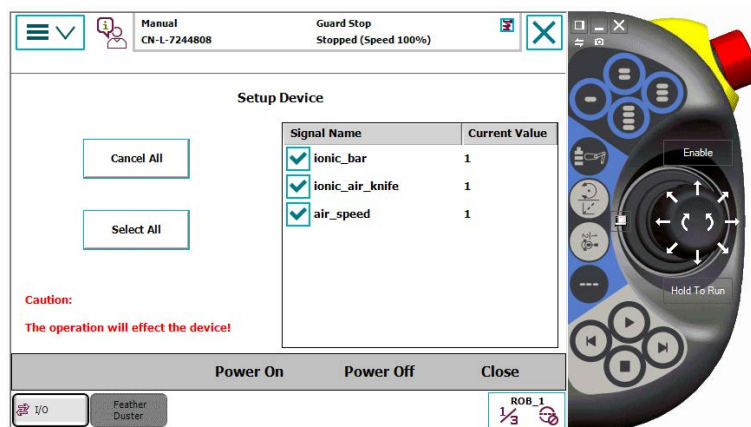 Manual
CN-L-7244808
Guard Stop
Stopped (Speed 100%)
Setup Device
Cancel All
Select All
Signal Name Current Value
ionic_bar 1
ionic_air_knife 1
air_speed 1
Caution:
The operation will effect the device!
Power On Power Off Close
I/O
Feather
Duster
ROB_1
1/3
Enable
Hold To Run